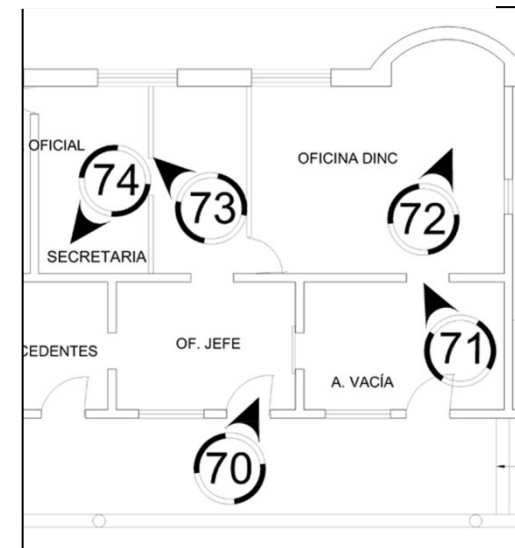 OFICIAL
74
73
OFICINA DINC
72
SECRETARIA
CEDENTES
OF. JEFE
71
A. VACÍA
70